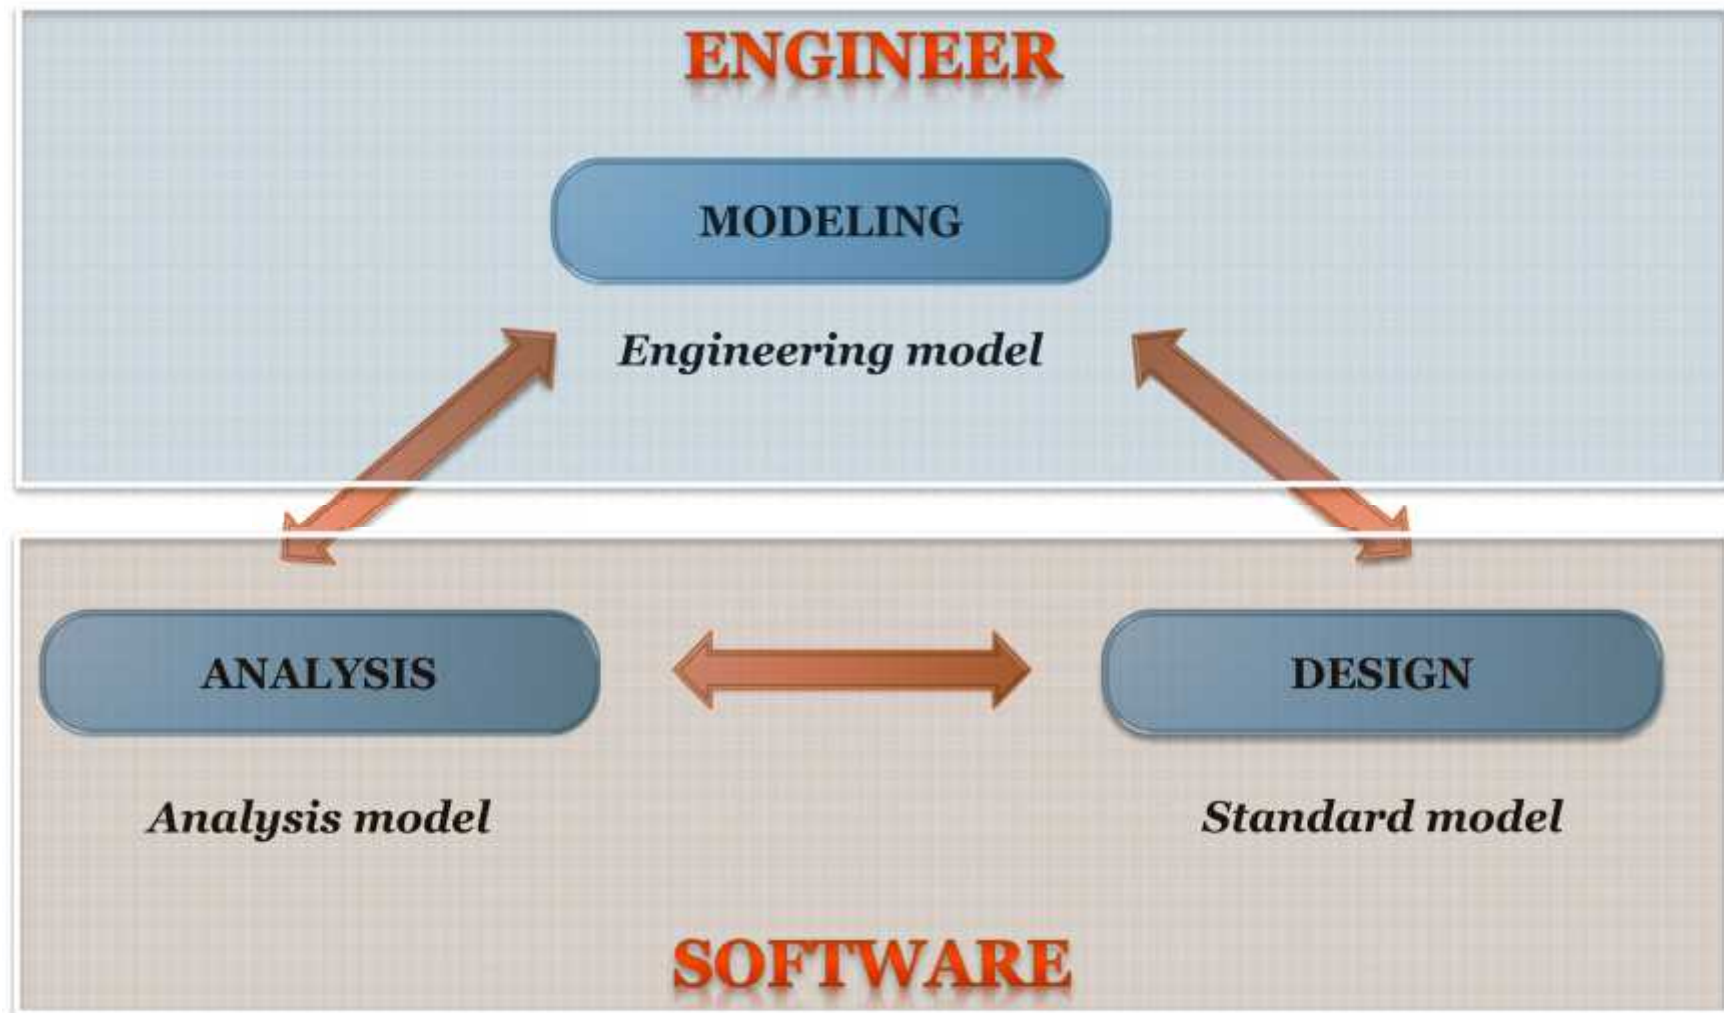 ENGINEER
MODELING
Engineering model
ANALYSIS
DESIGN
Analysis model
Standard model
SOFTWARE